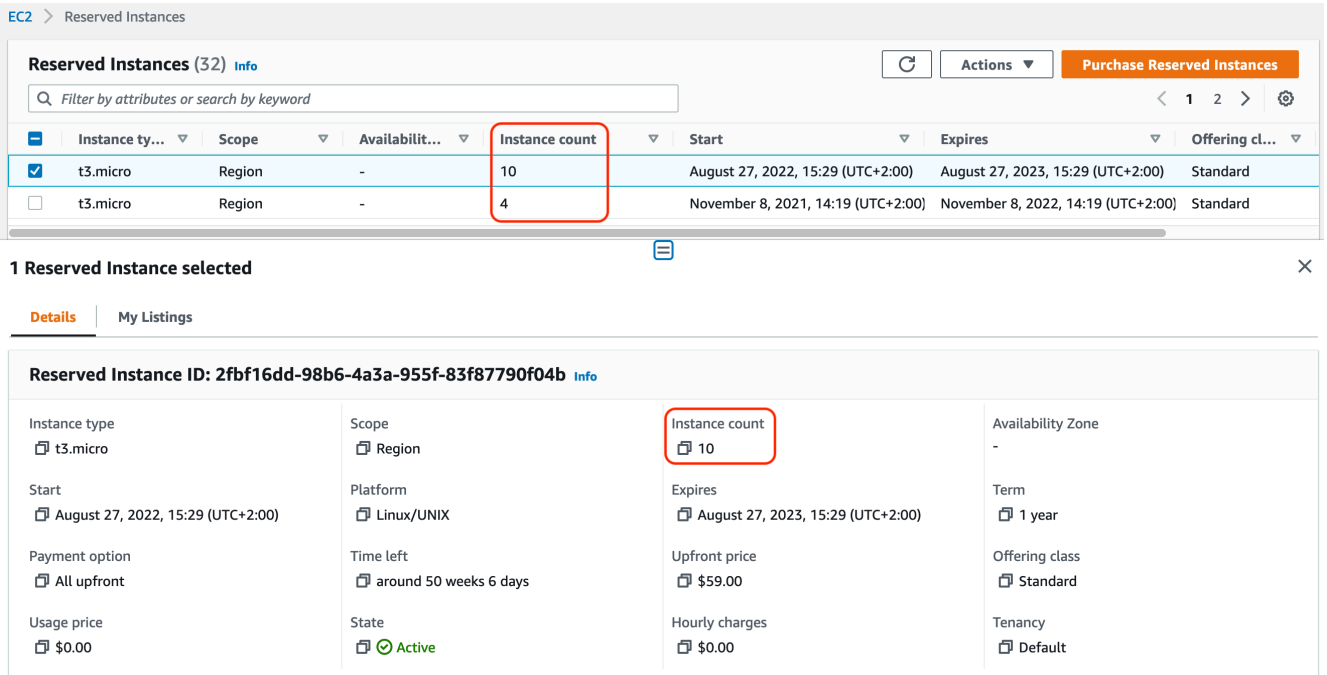 EC2 > Reserved Instances
Reserved Instances (32) Info
Actions
Purchase Reserved Instances
Filter by attributes or search by keyword
1 2
Instance ty... Scope Availabilit... Instance count Start Expires Offering cl...
t3.micro Region - 10 August 27, 2022, 15:29 (UTC+2:00) August 27, 2023, 15:29 (UTC+2:00) Standard
t3.micro Region - 4 November 8, 2021, 14:19 (UTC+2:00) November 8, 2022, 14:19 (UTC+2:00) Standard
1 Reserved Instance selected
Details My Listings
Reserved Instance ID: 2fbf16dd-98b6-4a3a-955f-83f87790f04b Info
Instance type Scope Instance count Availability Zone
t3.micro Region 10 -
Start Platform Expires Term
August 27, 2022, 15:29 (UTC+2:00) Linux/UNIX August 27, 2023, 15:29 (UTC+2:00) 1 year
Payment option Time left Upfront price Offering class
All upfront around 50 weeks 6 days $59.00 Standard
Usage price State Hourly charges Tenancy
$0.00 Active $0.00 Default